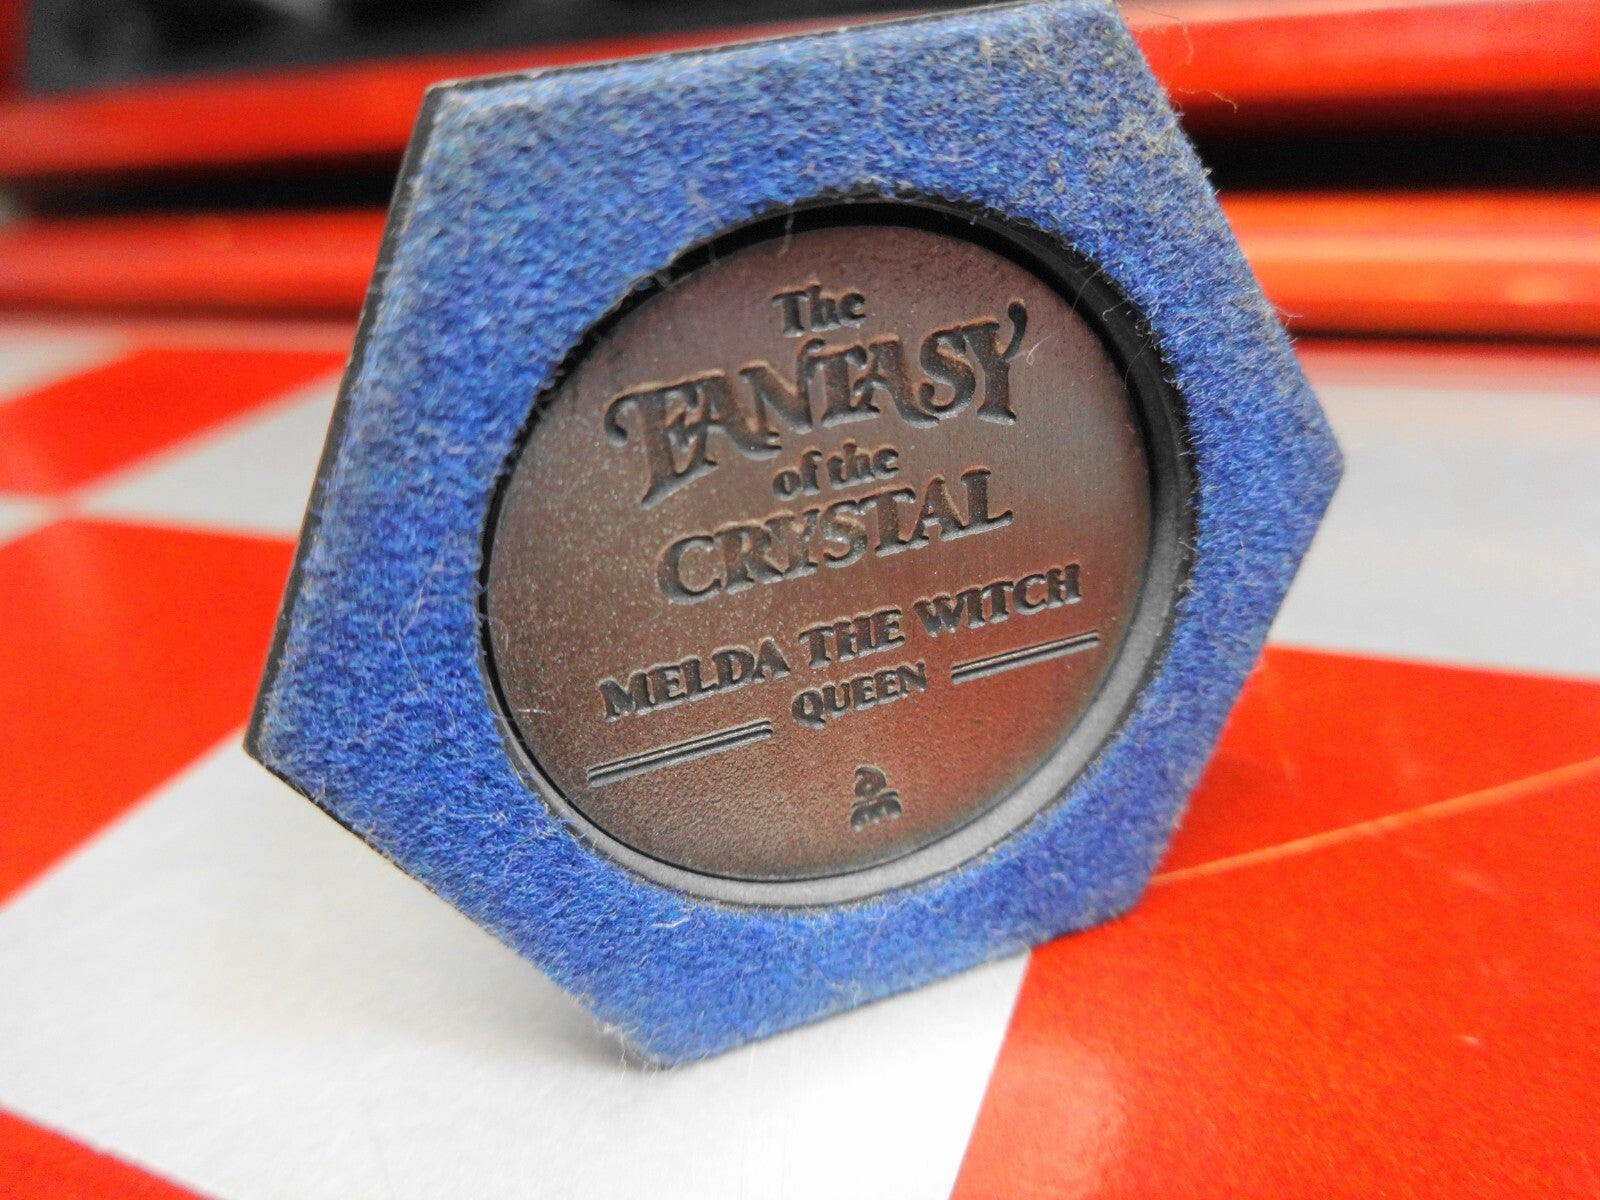 The
FANTASY
of the
CRYSTAL
MELDA THE WITCH
QUEEN